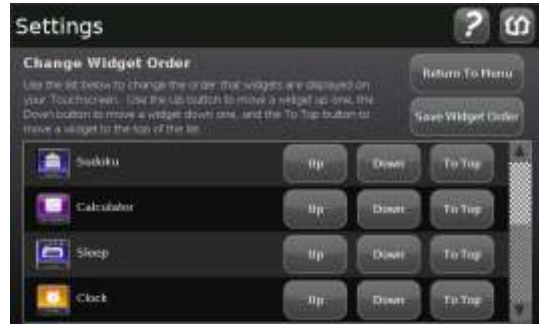 Settings
?
Change Widget Order
Use the list below to change the order that widgets are displayed on
your Touchscreen. Use the Up button to move a widget up one, the
Down button to move a widget down one, and the To Top button to
move a widget to the top of the list.
Return To Menu
Save Widget Order
Sudoku Up Down To Top
Calculator Up Down To Top
Sleep Up Down To Top
Clock Up Down To Top